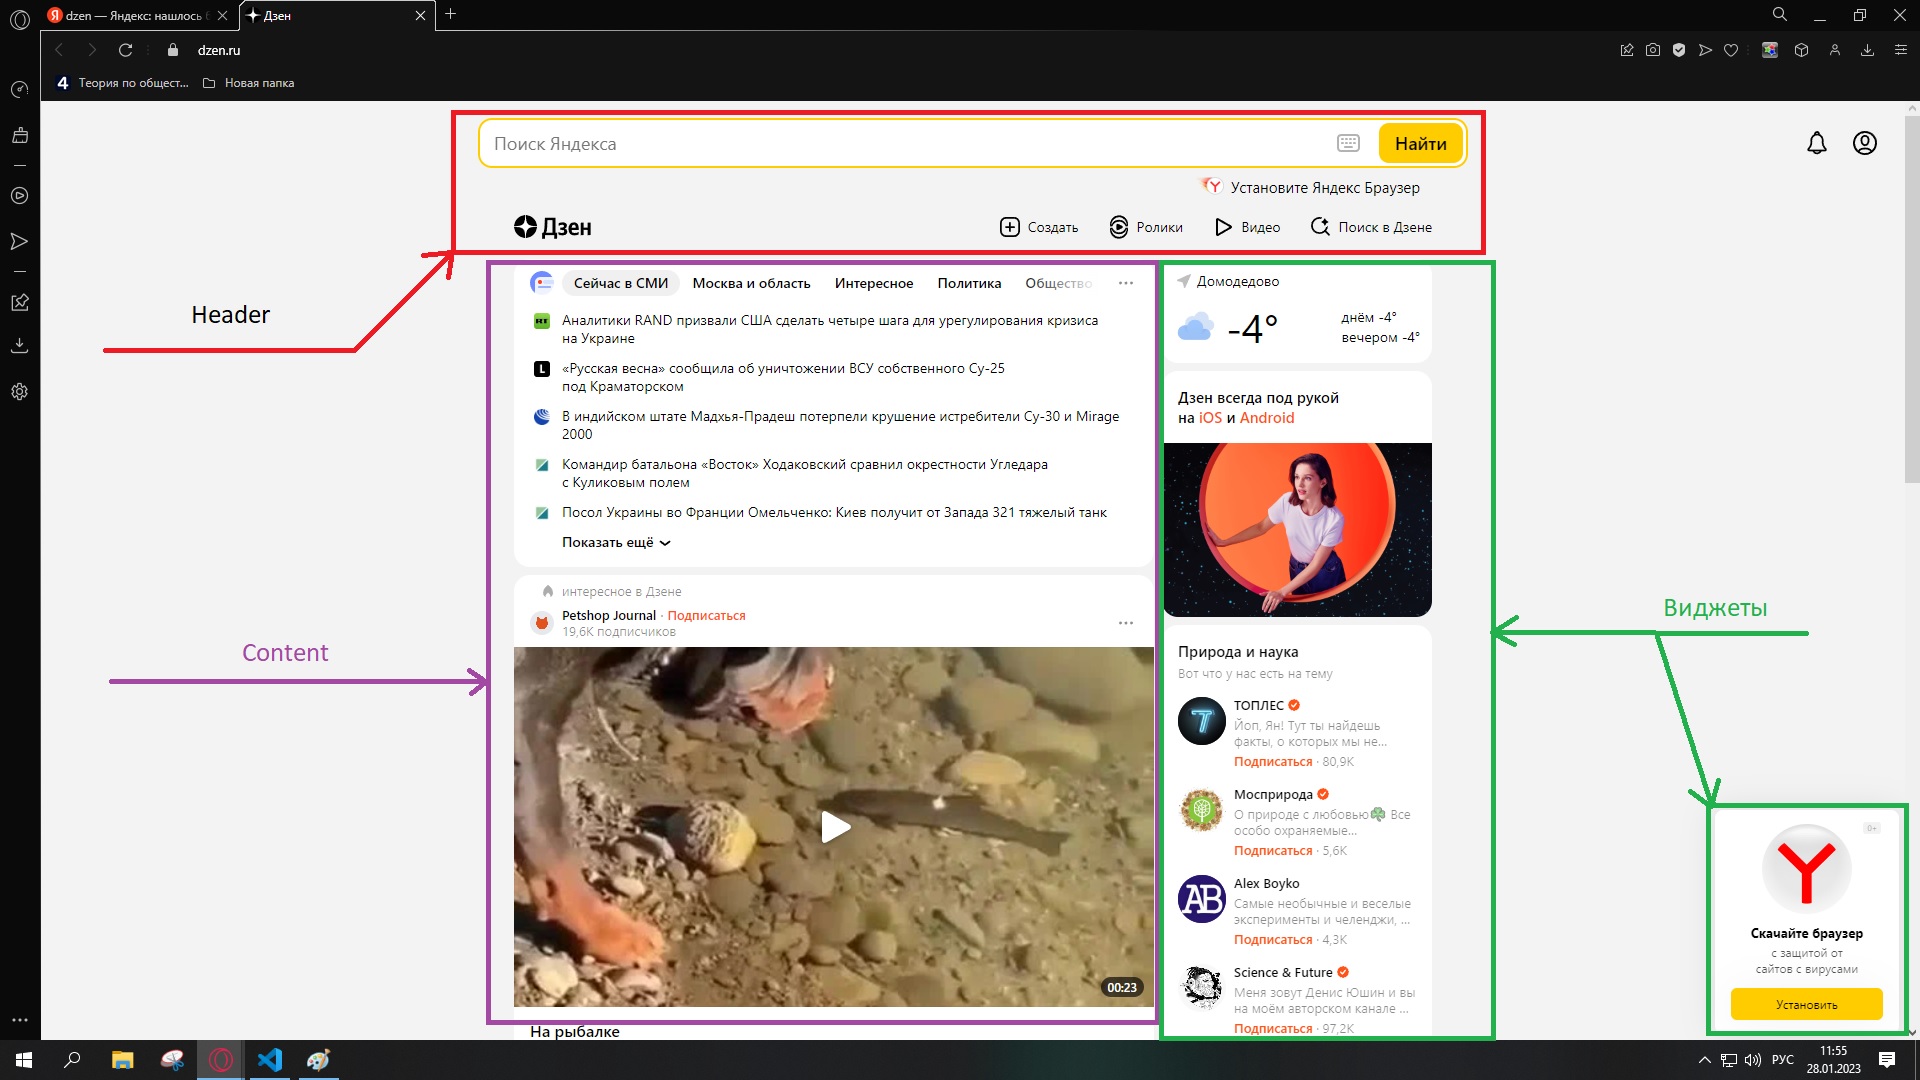 dzen — Яндекс: нашлось
Дзен
dzen.ru
4 Теория по общест...
Новая папка
Поиск Яндекса
Найти
Установите Яндекс Браузер
Дзен
Создать
Ролики
Видео
Поиск в Дзене
Header
Сейчас в СМИ
Москва и область
Интересное
Политика
Общество
RT Аналитики RAND призвали США сделать четыре шага для урегулирования кризиса
на Украине
L «Русская весна» сообщила об уничтожении ВСУ собственного Су-25
под Краматорском
В индийском штате Мадхья-Прадеш потерпели крушение истребители Су-30 и Mirage
2000
Командир батальона «Восток» Ходаковский сравнил окрестности Угледара
с Куликовым полем
Посол Украины во Франции Омельченко: Киев получит от Запада 321 тяжелый танк
Показать ещё
Content
интересное в Дзене
Petshop Journal · Подписаться
19,6K подписчиков
00:23
На рыбалке
Домодедово
-4°
днём -4°
вечером -4°
Дзен всегда под рукой
на iOS и Android
Природа и наука
Вот что у нас есть на тему
T
ТОПЛЕС
Йоп, Ян! Тут ты найдешь
факты, о которых мы не...
Подписаться · 80,9K
Мосприрода
О природе с любовью☘ Все
особо охраняемые...
Подписаться · 5,6K
AB
Alex Boyko
Самые необычные и веселые
эксперименты и челенджи, ...
Подписаться · 4,3K
Science & Future
Меня зовут Денис Юшин и вы
на моём авторском канале ...
Подписаться · 97,2K
Виджеты
0+
Y
Скачайте браузер
с защитой от
сайтов с вирусами
Установить
РУС
11:55
28.01.2023